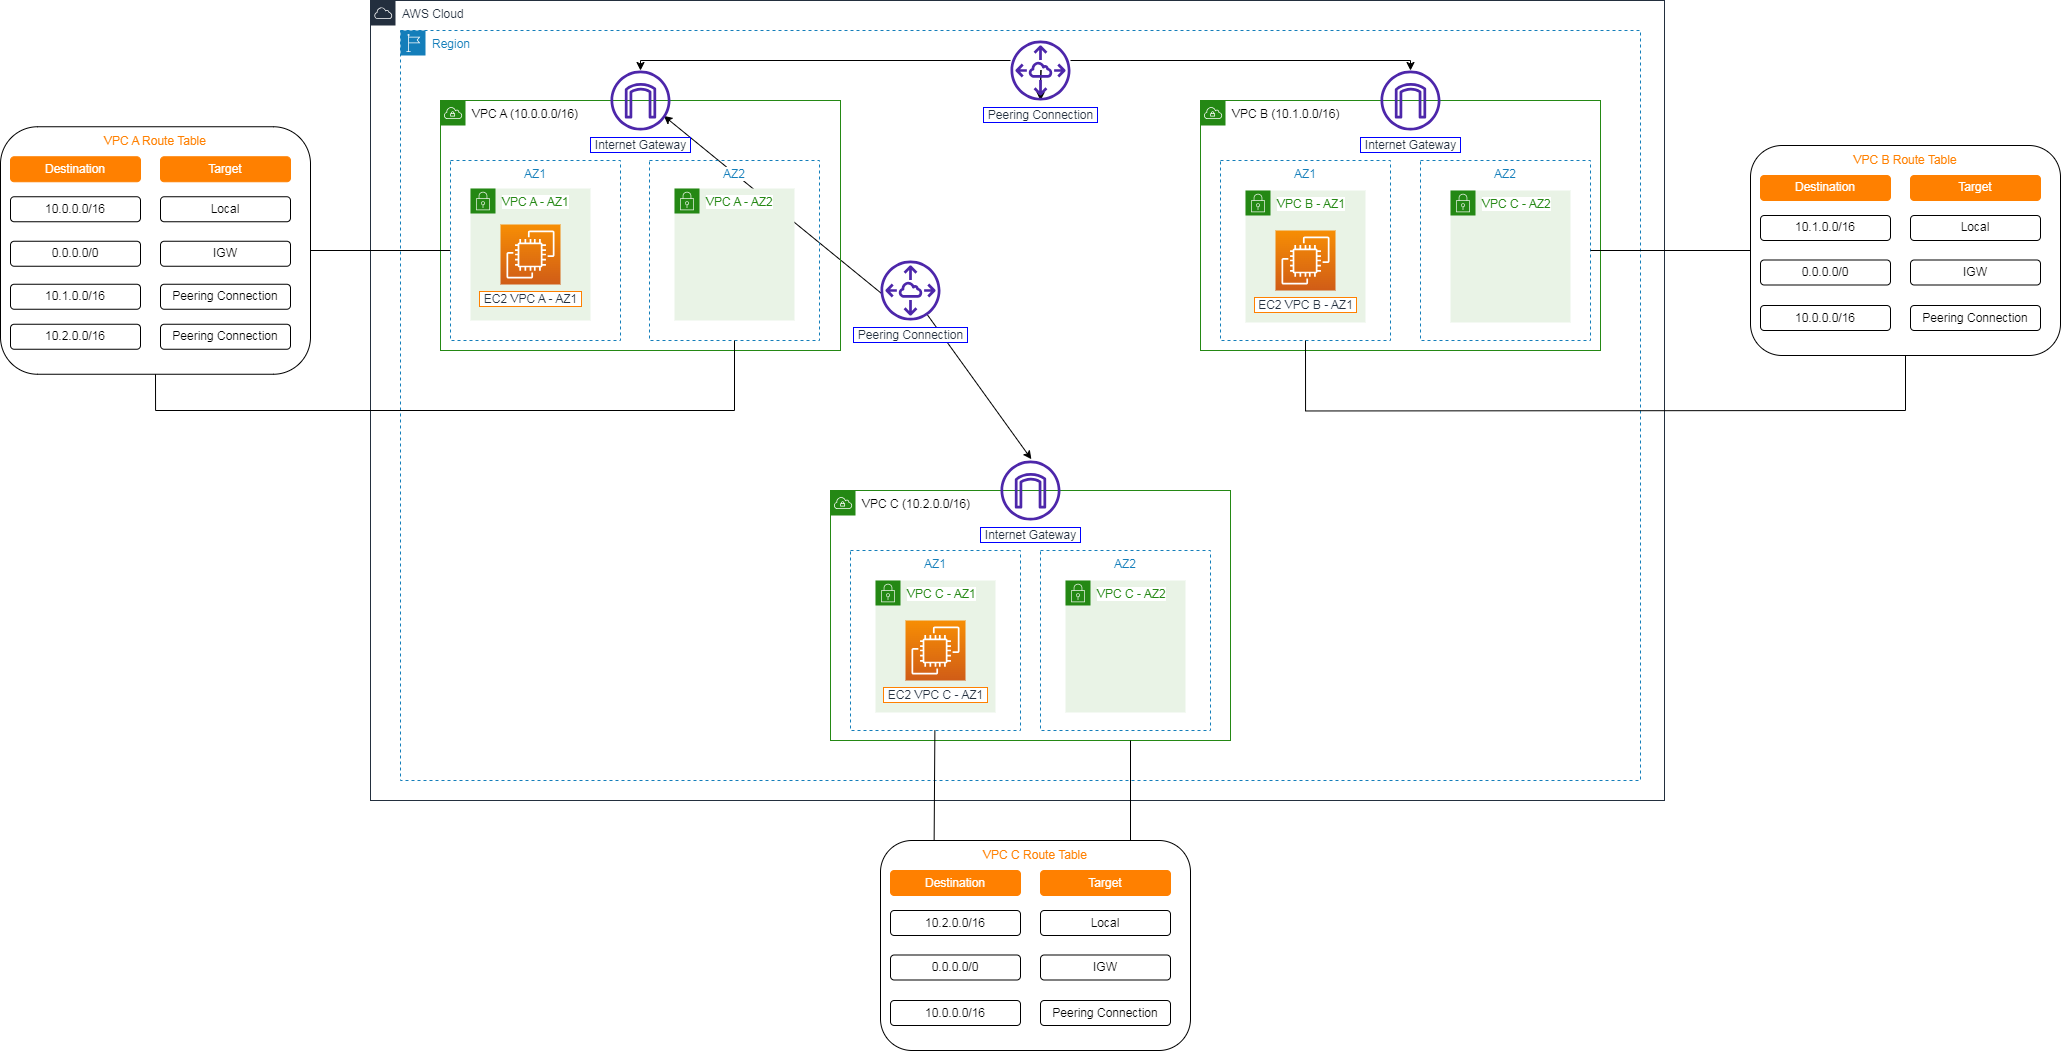 AWS Cloud
Region
Peering Connection
VPC A (10.0.0.0/16)
Internet Gateway
AZ1
VPC A - AZ1
EC2 VPC A - AZ1
AZ2
VPC A - AZ2
Peering Connection
VPC B (10.1.0.0/16)
Internet Gateway
AZ1
VPC B - AZ1
EC2 VPC B - AZ1
AZ2
VPC C - AZ2
VPC A Route Table
Destination Target
10.0.0.0/16 Local
0.0.0.0/0 IGW
10.1.0.0/16 Peering Connection
10.2.0.0/16 Peering Connection
VPC B Route Table
Destination Target
10.1.0.0/16 Local
0.0.0.0/0 IGW
10.0.0.0/16 Peering Connection
VPC C (10.2.0.0/16)
Internet Gateway
AZ1
VPC C - AZ1
EC2 VPC C - AZ1
AZ2
VPC C - AZ2
VPC C Route Table
Destination Target
10.2.0.0/16 Local
0.0.0.0/0 IGW
10.0.0.0/16 Peering Connection